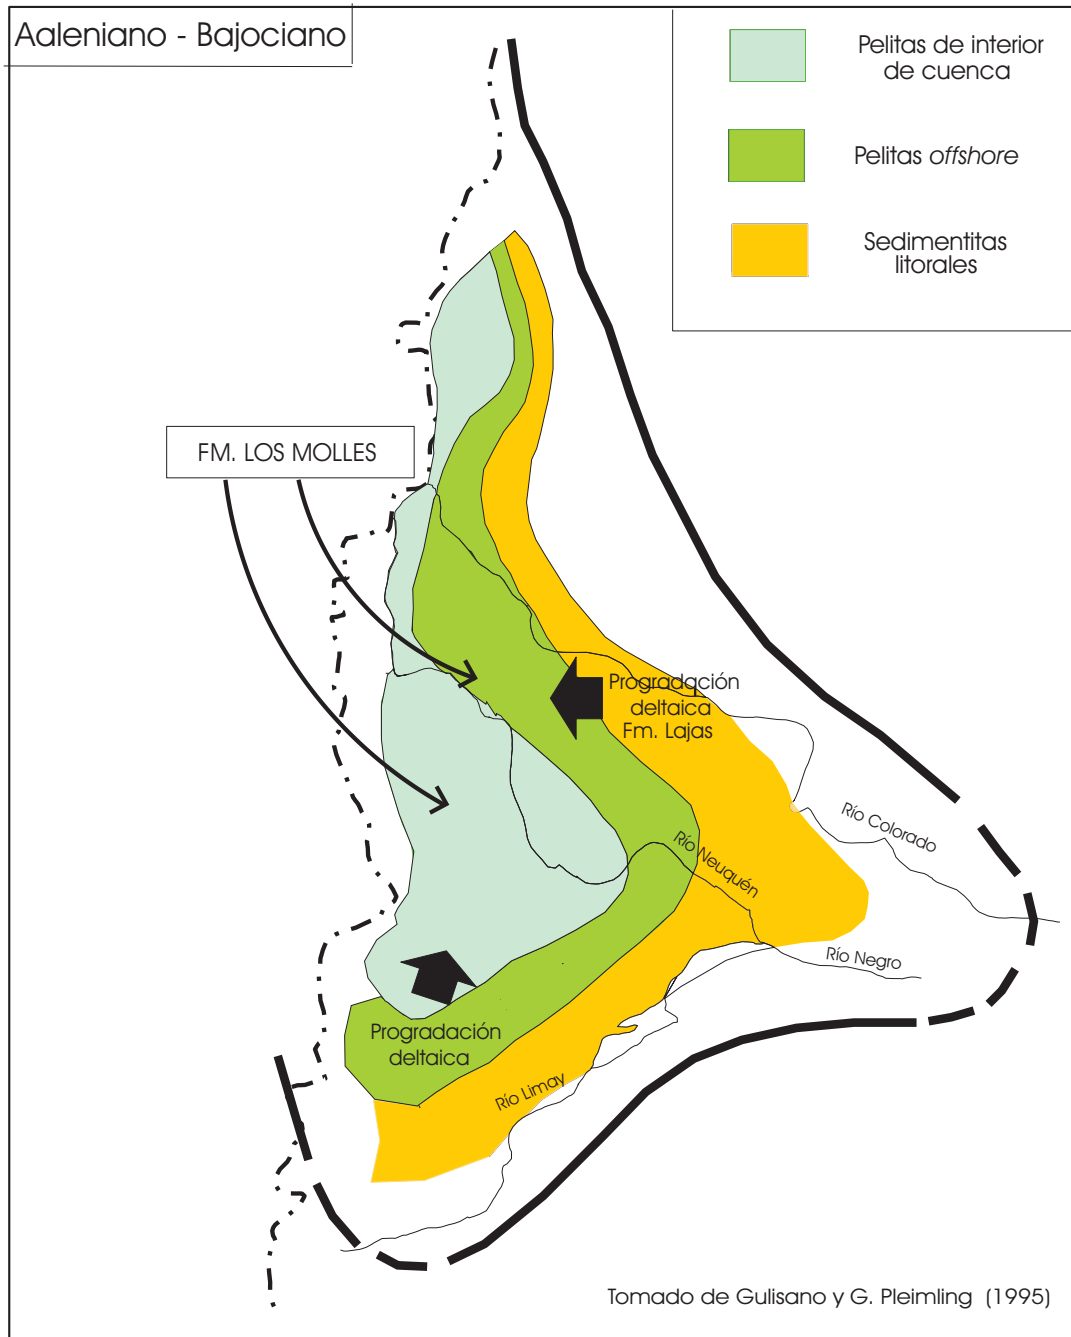 Aaleniano - Bajociano
Pelitas de interior
de cuenca
Pelitas offshore
Sedimentitas
litorales
FM. LOS MOLLES
Progradación
deltaica
Fm. Lajas
Río Colorado
Río Neuquén
Río Negro
Progradación
deltaica
Río Limay
Tomado de Gulisano y G. Pleimling (1995)